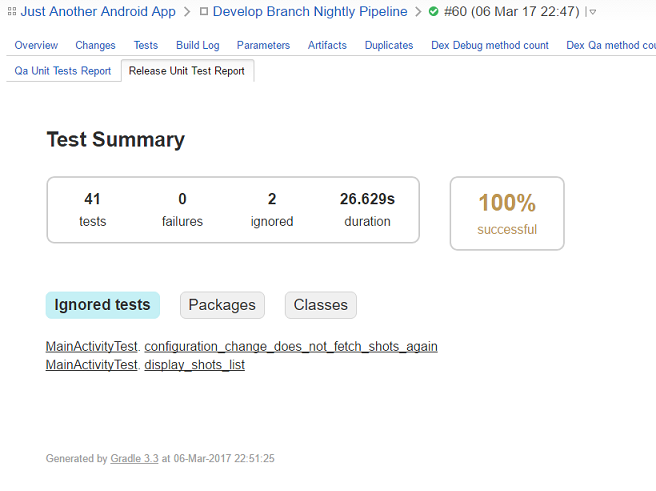 Just Another Android App > Develop Branch Nightly Pipeline > #60 (06 Mar 17 22:47)
Overview Changes Tests Build Log Parameters Artifacts Duplicates Dex Debug method count Dex Qa method cou
Qa Unit Tests Report Release Unit Test Report
Test Summary
41 0 2 26.629s
tests failures ignored duration
100%
successful
Ignored tests Packages Classes
MainActivityTest. configuration_change_does_not_fetch_shots_again
MainActivityTest. display_shots_list
Generated by Gradle 3.3 at 06-Mar-2017 22:51:25